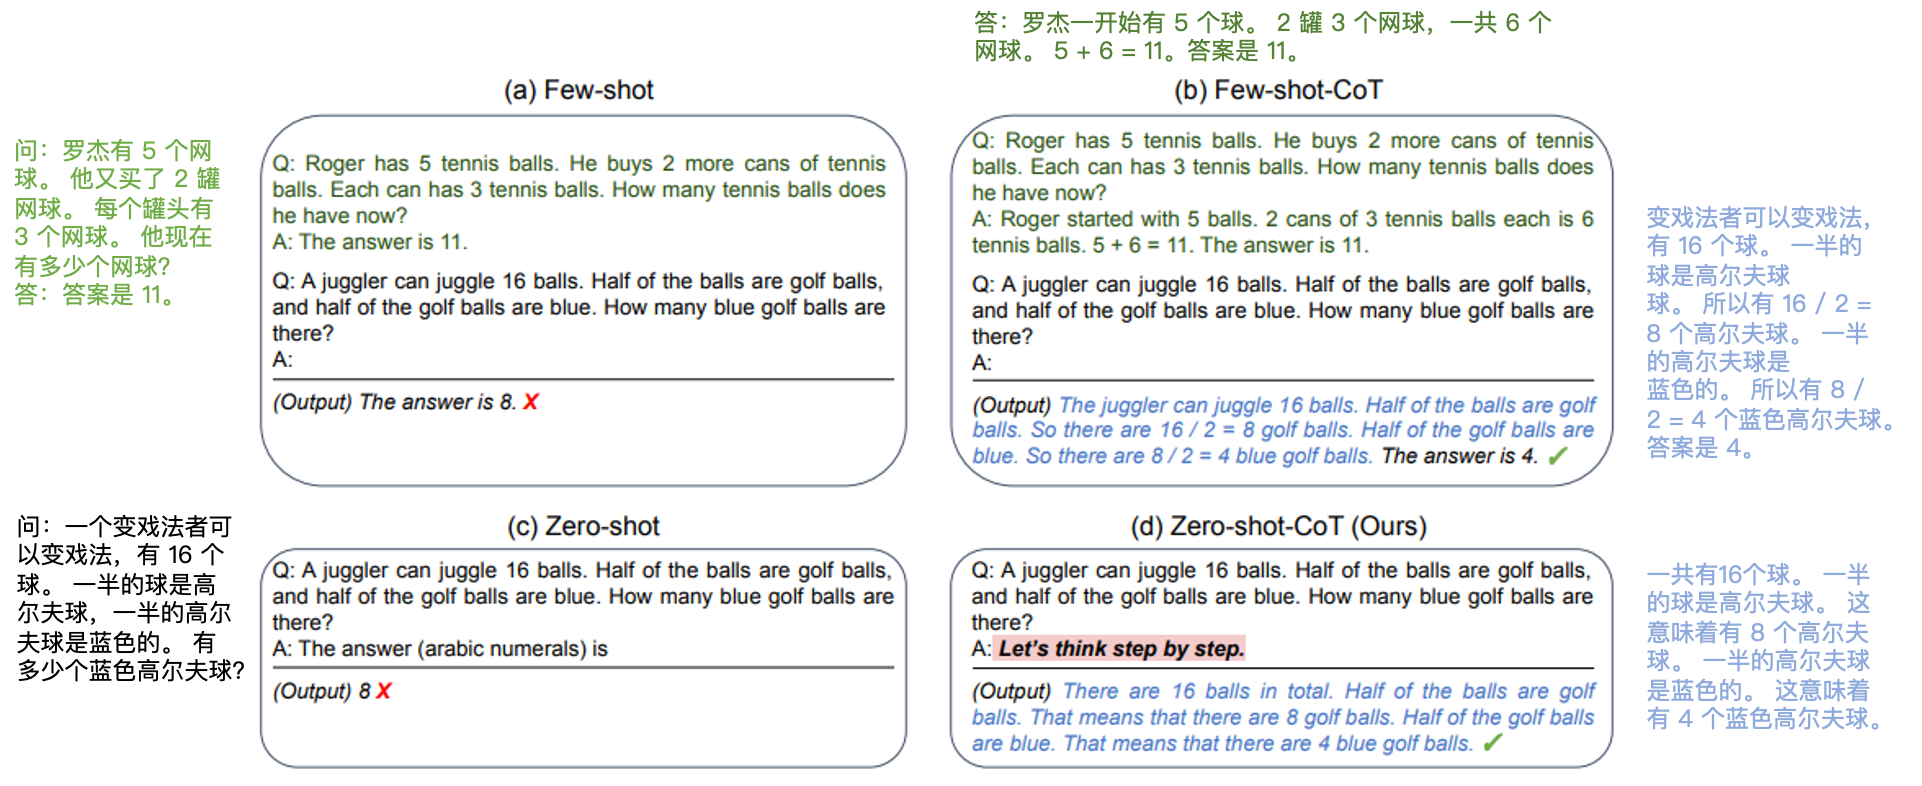 答：罗杰一开始有 5 个球。 2 罐 3 个网球，一共 6 个
网球。 5 + 6 = 11。答案是 11。
(a) Few-shot
(b) Few-shot-CoT
问：罗杰有 5 个网
球。 他又买了 2 罐
网球。 每个罐头有
3 个网球。 他现在
有多少个网球？
答：答案是 11。
Q: Roger has 5 tennis balls. He buys 2 more cans of tennis
balls. Each can has 3 tennis balls. How many tennis balls does
he have now?
A: The answer is 11.
Q: A juggler can juggle 16 balls. Half of the balls are golf balls,
and half of the golf balls are blue. How many blue golf balls are
there?
A:
(Output) The answer is 8. X
Q: Roger has 5 tennis balls. He buys 2 more cans of tennis
balls. Each can has 3 tennis balls. How many tennis balls does
he have now?
A: Roger started with 5 balls. 2 cans of 3 tennis balls each is 6
tennis balls. 5 + 6 = 11. The answer is 11.
Q: A juggler can juggle 16 balls. Half of the balls are golf balls,
and half of the golf balls are blue. How many blue golf balls are
there?
A:
(Output) The juggler can juggle 16 balls. Half of the balls are golf
balls. So there are 16 / 2 = 8 golf balls. Half of the golf balls are
blue. So there are 8 / 2 = 4 blue golf balls. The answer is 4. ✓
变戏法者可以变戏法，
有 16 个球。 一半的
球是高尔夫球
球。 所以有 16 / 2 =
8 个高尔夫球。 一半
的高尔夫球是
蓝色的。 所以有 8 /
2 = 4 个蓝色高尔夫球。
答案是 4。
(c) Zero-shot
(d) Zero-shot-CoT (Ours)
问：一个变戏法者可
以变戏法，有 16 个
球。 一半的球是高
尔夫球，一半的高尔
夫球是蓝色的。 有
多少个蓝色高尔夫球？
Q: A juggler can juggle 16 balls. Half of the balls are golf balls,
and half of the golf balls are blue. How many blue golf balls are
there?
A: The answer (arabic numerals) is
(Output) 8 X
Q: A juggler can juggle 16 balls. Half of the balls are golf balls,
and half of the golf balls are blue. How many blue golf balls are
there?
A: Let's think step by step.
(Output) There are 16 balls in total. Half of the balls are golf
balls. That means that there are 8 golf balls. Half of the golf balls
are blue. That means that there are 4 blue golf balls. ✓
一共有16个球。 一半
的球是高尔夫球。 这
意味着有 8 个高尔夫
球。 一半的高尔夫球
是蓝色的。 这意味着
有 4 个蓝色高尔夫球。